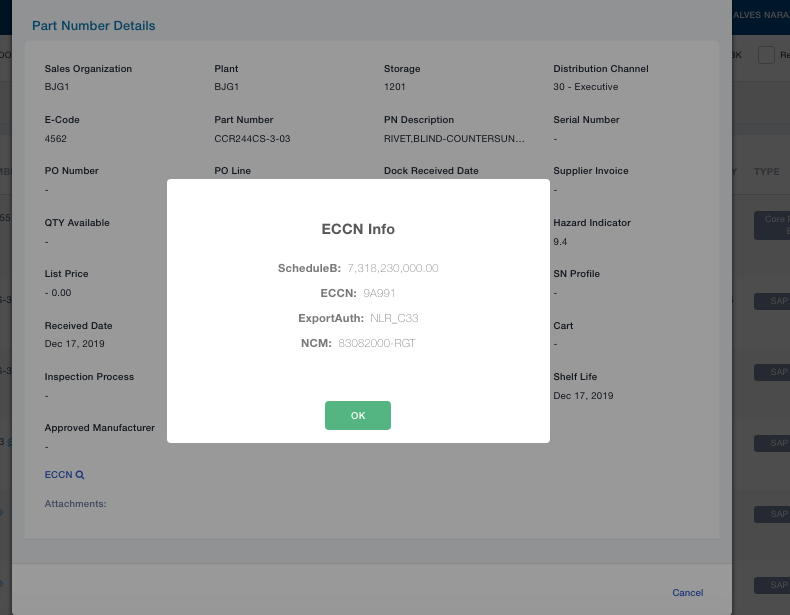 ALVES NARA
Part Number Details
Sales Organization
Plant
Storage
Distribution Channel
BJG1
BJG1
1201
30 - Executive
E-Code
Part Number
PN Description
Serial Number
4562
CCR244CS-3-03
RIVET,BLIND-COUNTERSUN...
-
PO Number
PO Line
Dock Received Date
Supplier Invoice
-
-
TYPE
QTY Available
Hazard Indicator
-
9.4
List Price
SN Profile
- 0.00
-
Received Date
Cart
Dec 17, 2019
-
Inspection Process
Shelf Life
-
Dec 17, 2019
Approved Manufacturer
-
ECCN
Attachments:
Cancel
ECCN Info
ScheduleB: 7,318,230,000.00
ECCN: 9A991
ExportAuth: NLR_C33
NCM: 83082000-RGT
OK
Core
SAP
SAP
SAP
SAP
SAP